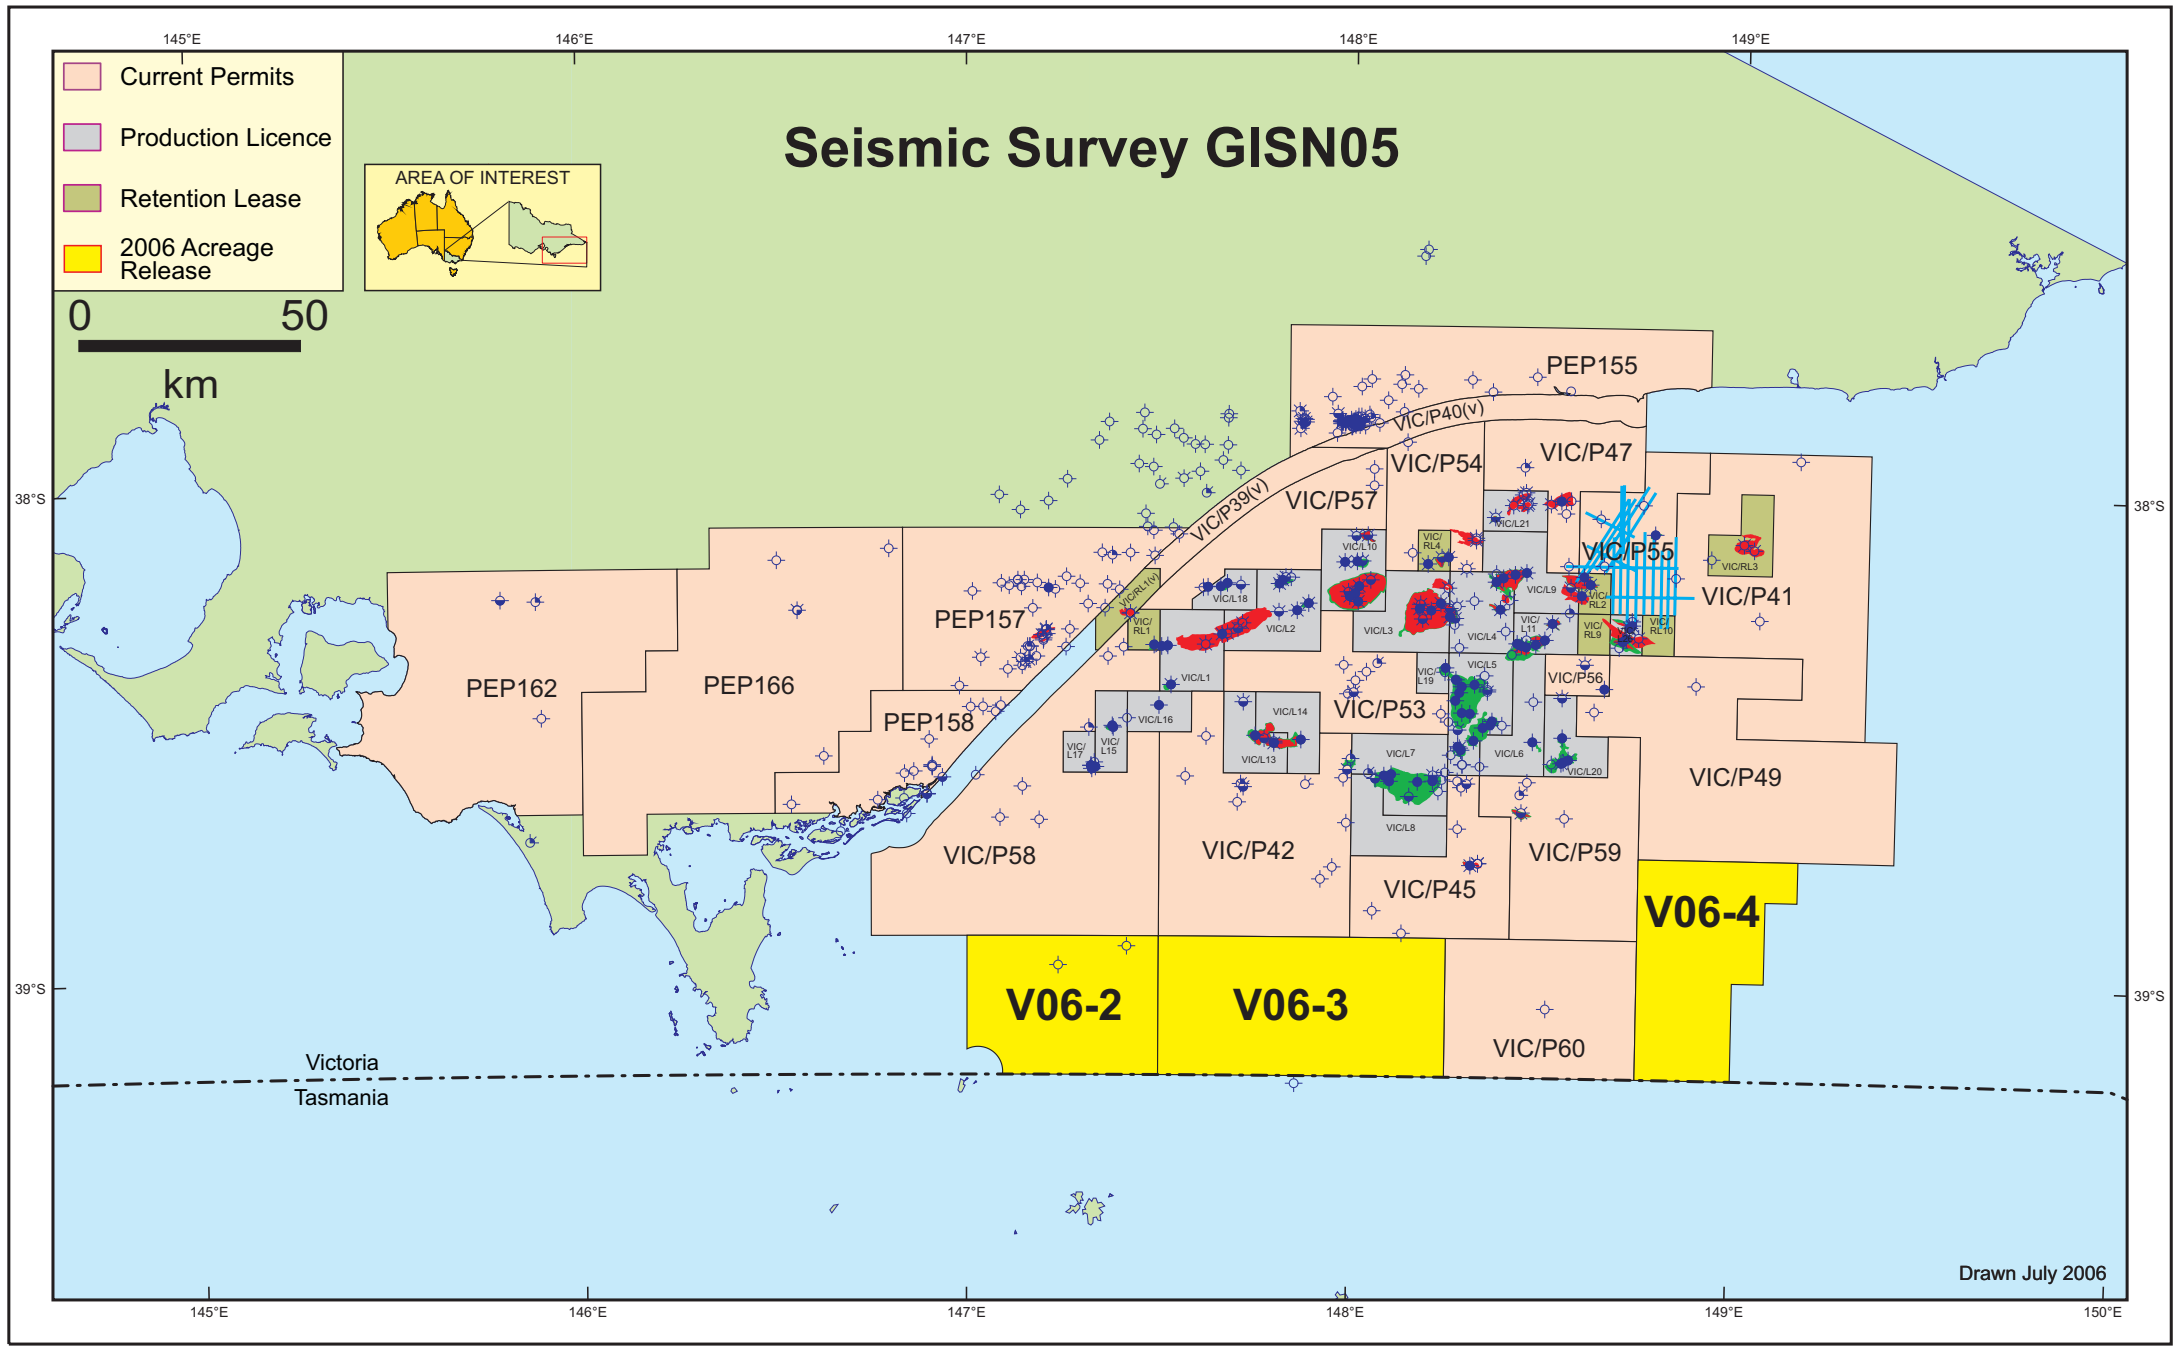 145°E
146°E
147°E
148°E
149°E
Current Permits
Production Licence
Retention Lease
2006 Acreage
Release
Seismic Survey GISN05
AREA OF INTEREST
0
50
km
38°S
38°S
39°S
39°S
PEP155
VIC/P40(v)
VIC/P47
VIC/P54
VIC/P57
VIC/P39(v)
VIC/L21
VIC/P55
VIC/L10
VIC/
RL4
VIC/RL3
VIC/P41
VIC/RL1(v)
VIC/L18
VIC/L9
VIC/
RL2
PEP157
VIC/
RL1
VIC/L2
VIC/L3
VIC/L4
VIC/
L11
VIC/
RL9
VIC/
RL10
VIC/L1
VIC/
L19
VIC/L5
VIC/P56
PEP162
PEP166
PEP158
VIC/L16
VIC/L14
VIC/P53
VIC/
L17
VIC/
L15
VIC/L13
VIC/L7
VIC/L6
VIC/L20
VIC/P49
VIC/L8
VIC/P58
VIC/P42
VIC/P45
VIC/P59
V06-4
V06-2
V06-3
VIC/P60
Victoria
Tasmania
Drawn July 2006
145°E
146°E
147°E
148°E
149°E
150°E